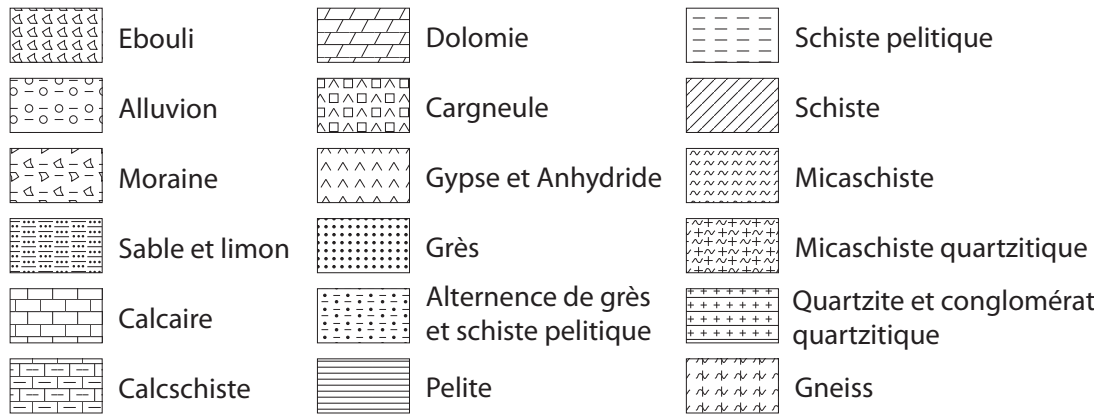 Ebouli
Alluvion
Moraine
Sable et limon
Calcaire
Calcschiste
Dolomie
Cargneule
Gypse et Anhydride
Grès
Alternence de grès
et schiste pelitique
Pelite
Schiste pelitique
Schiste
Micaschiste
Micaschiste quartzitique
Quartzite et conglomérat
quartzitique
Gneiss